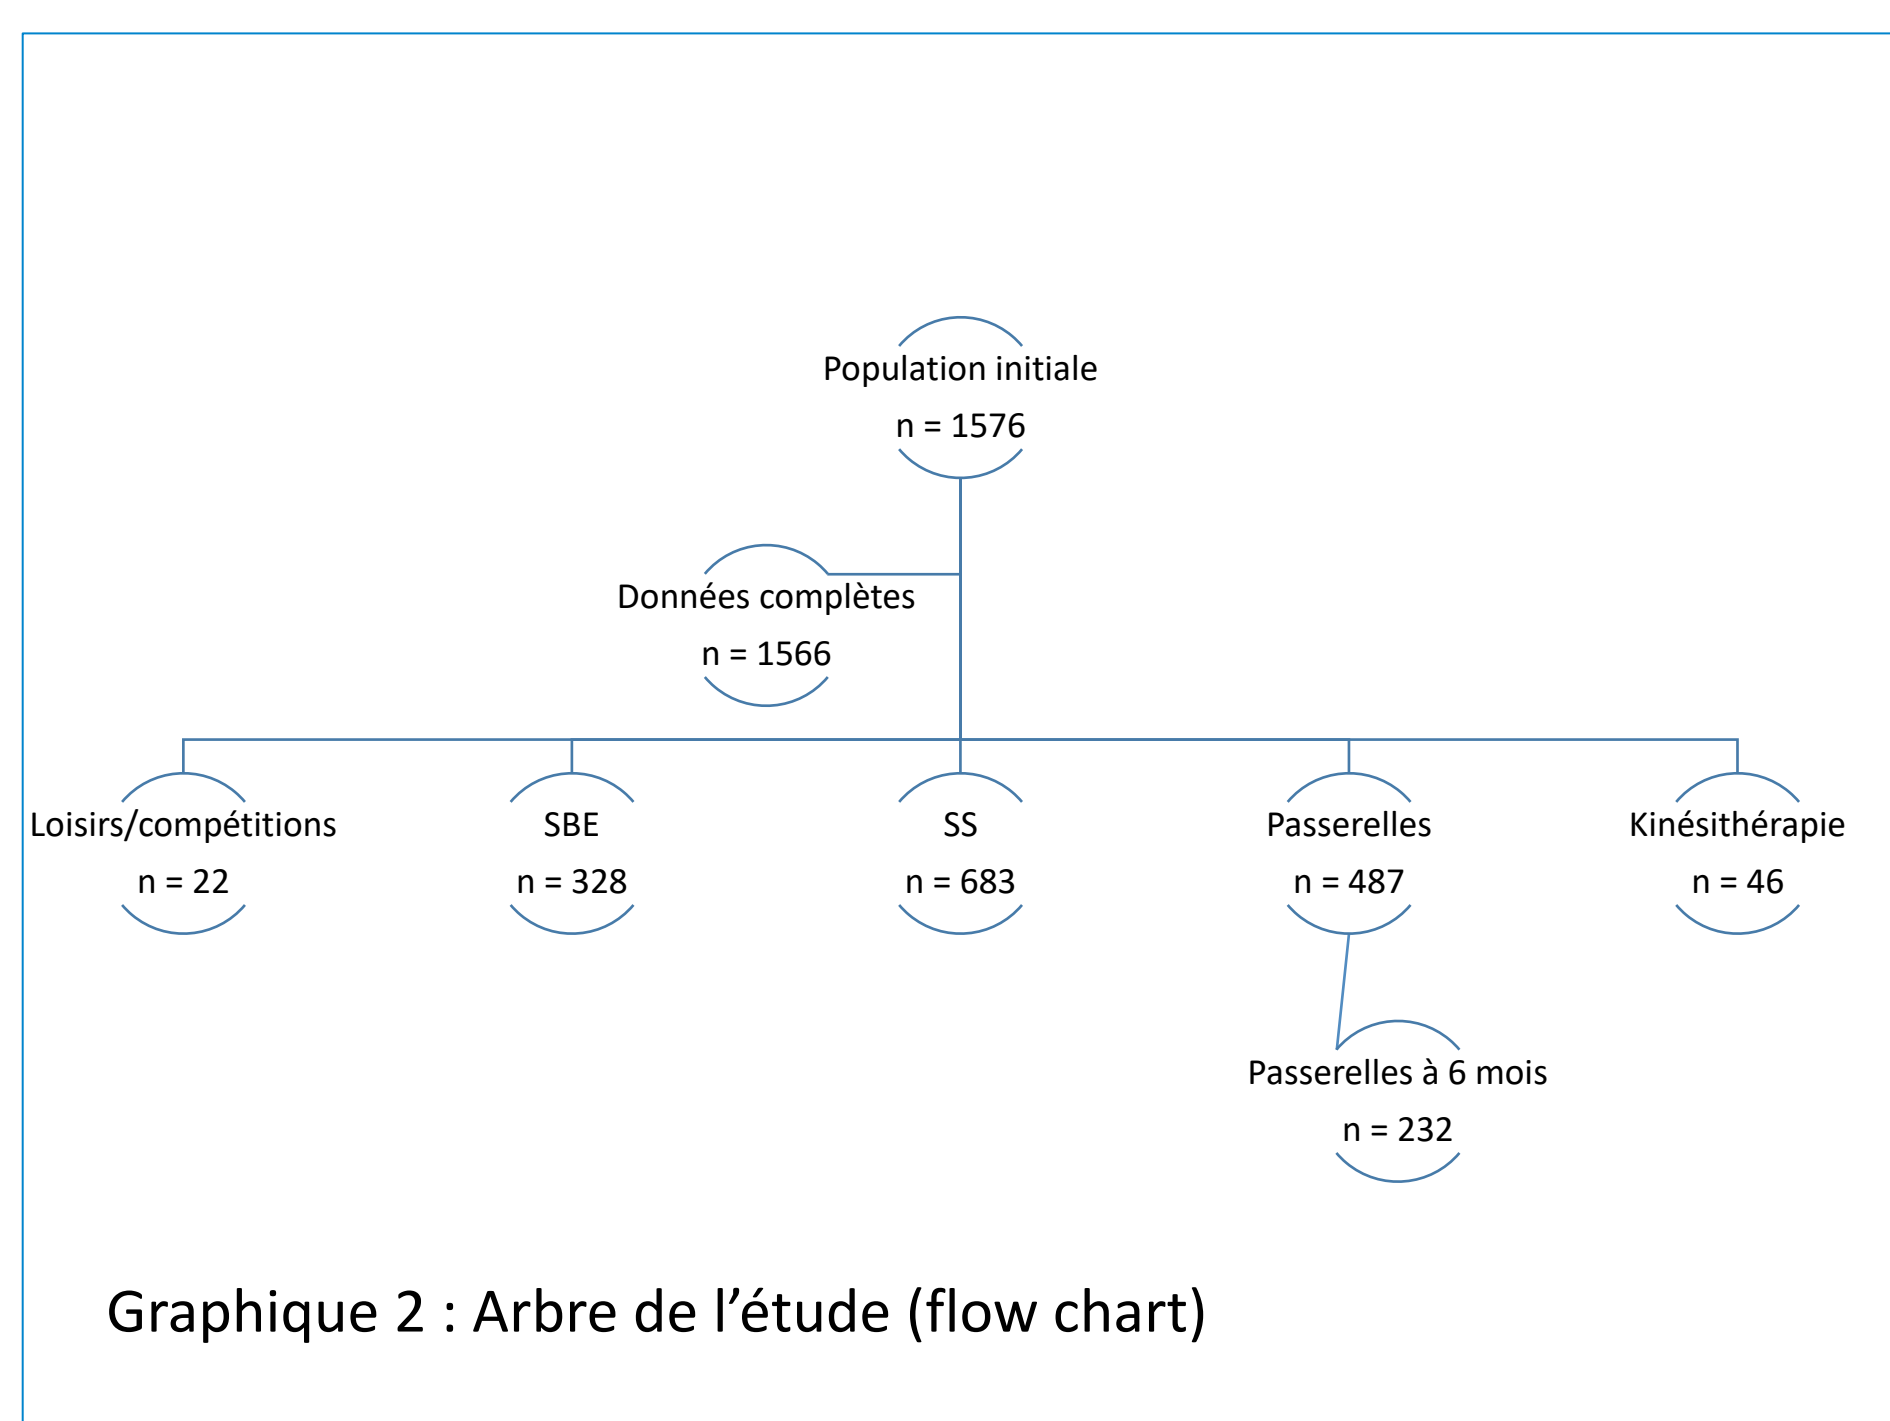 Population initiale
n = 1576
Données complètes
n = 1566
Loisirs/compétitions
n = 22
SBE
n = 328
SS
n = 683
Passerelles
n = 487
Kinésithérapie
n = 46
Passerelles à 6 mois
n = 232
Graphique 2 : Arbre de l’étude (flow chart)